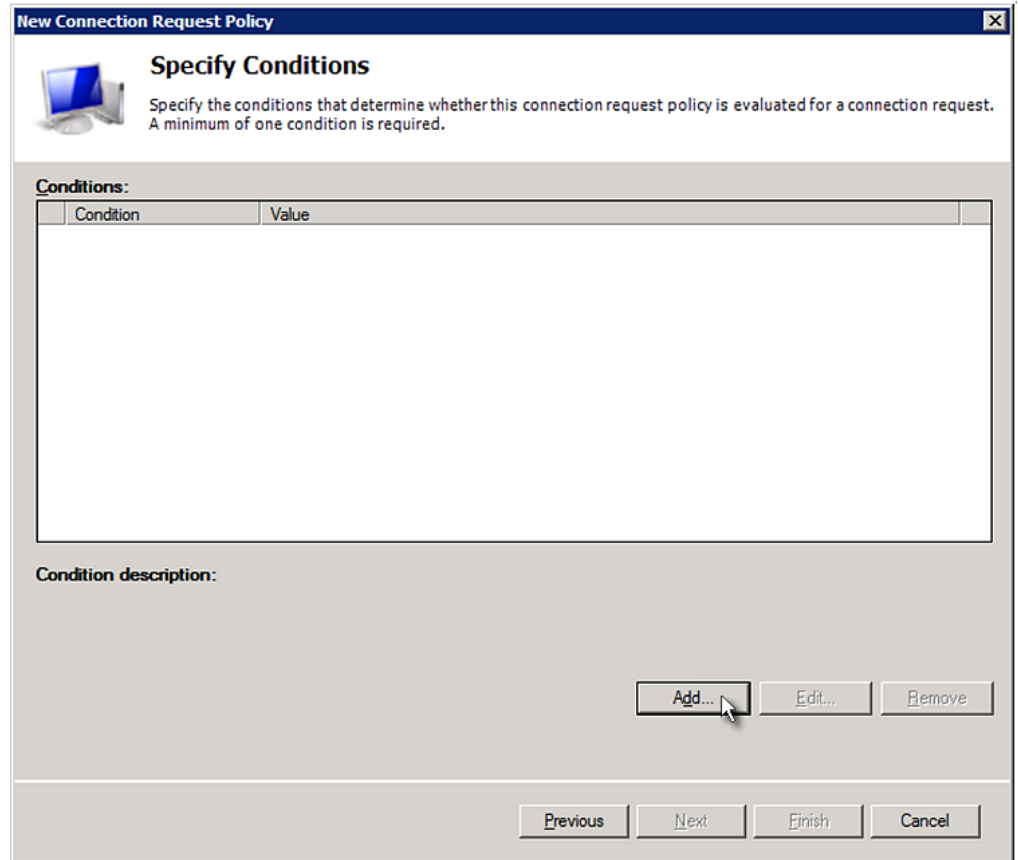 New Connection Request Policy
Specify Conditions
Specify the conditions that determine whether this connection request policy is evaluated for a connection request.
A minimum of one condition is required.
Conditions:
Condition Value
Condition description:
Add... Edit... Remove
Previous Next Finish Cancel